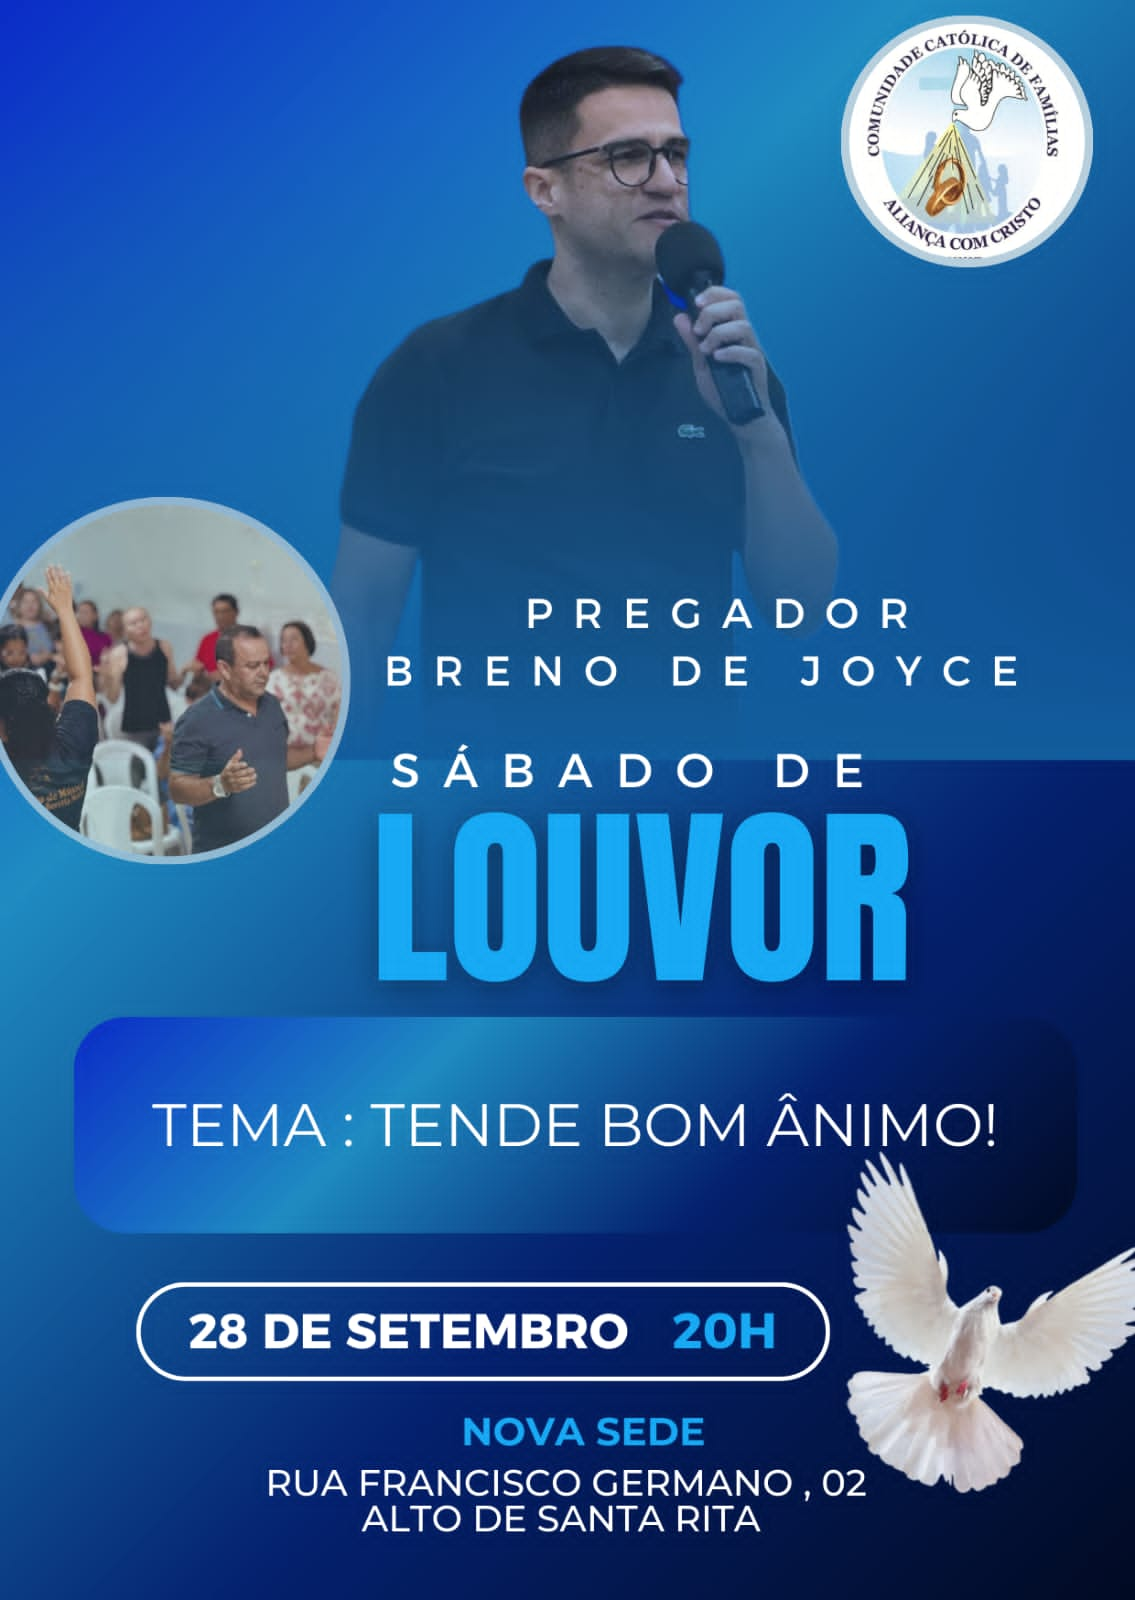 COMUNIDADE CATÓLICA DE FAMÍLIAS
ALIANÇA COM CRISTO
PREGADOR
BRENO DE JOYCE
SÁBADO DE
LOUVOR
TEMA : TENDE BOM ÂNIMO!
28 DE SETEMBRO 20H
NOVA SEDE
RUA FRANCISCO GERMANO , 02
ALTO DE SANTA RITA